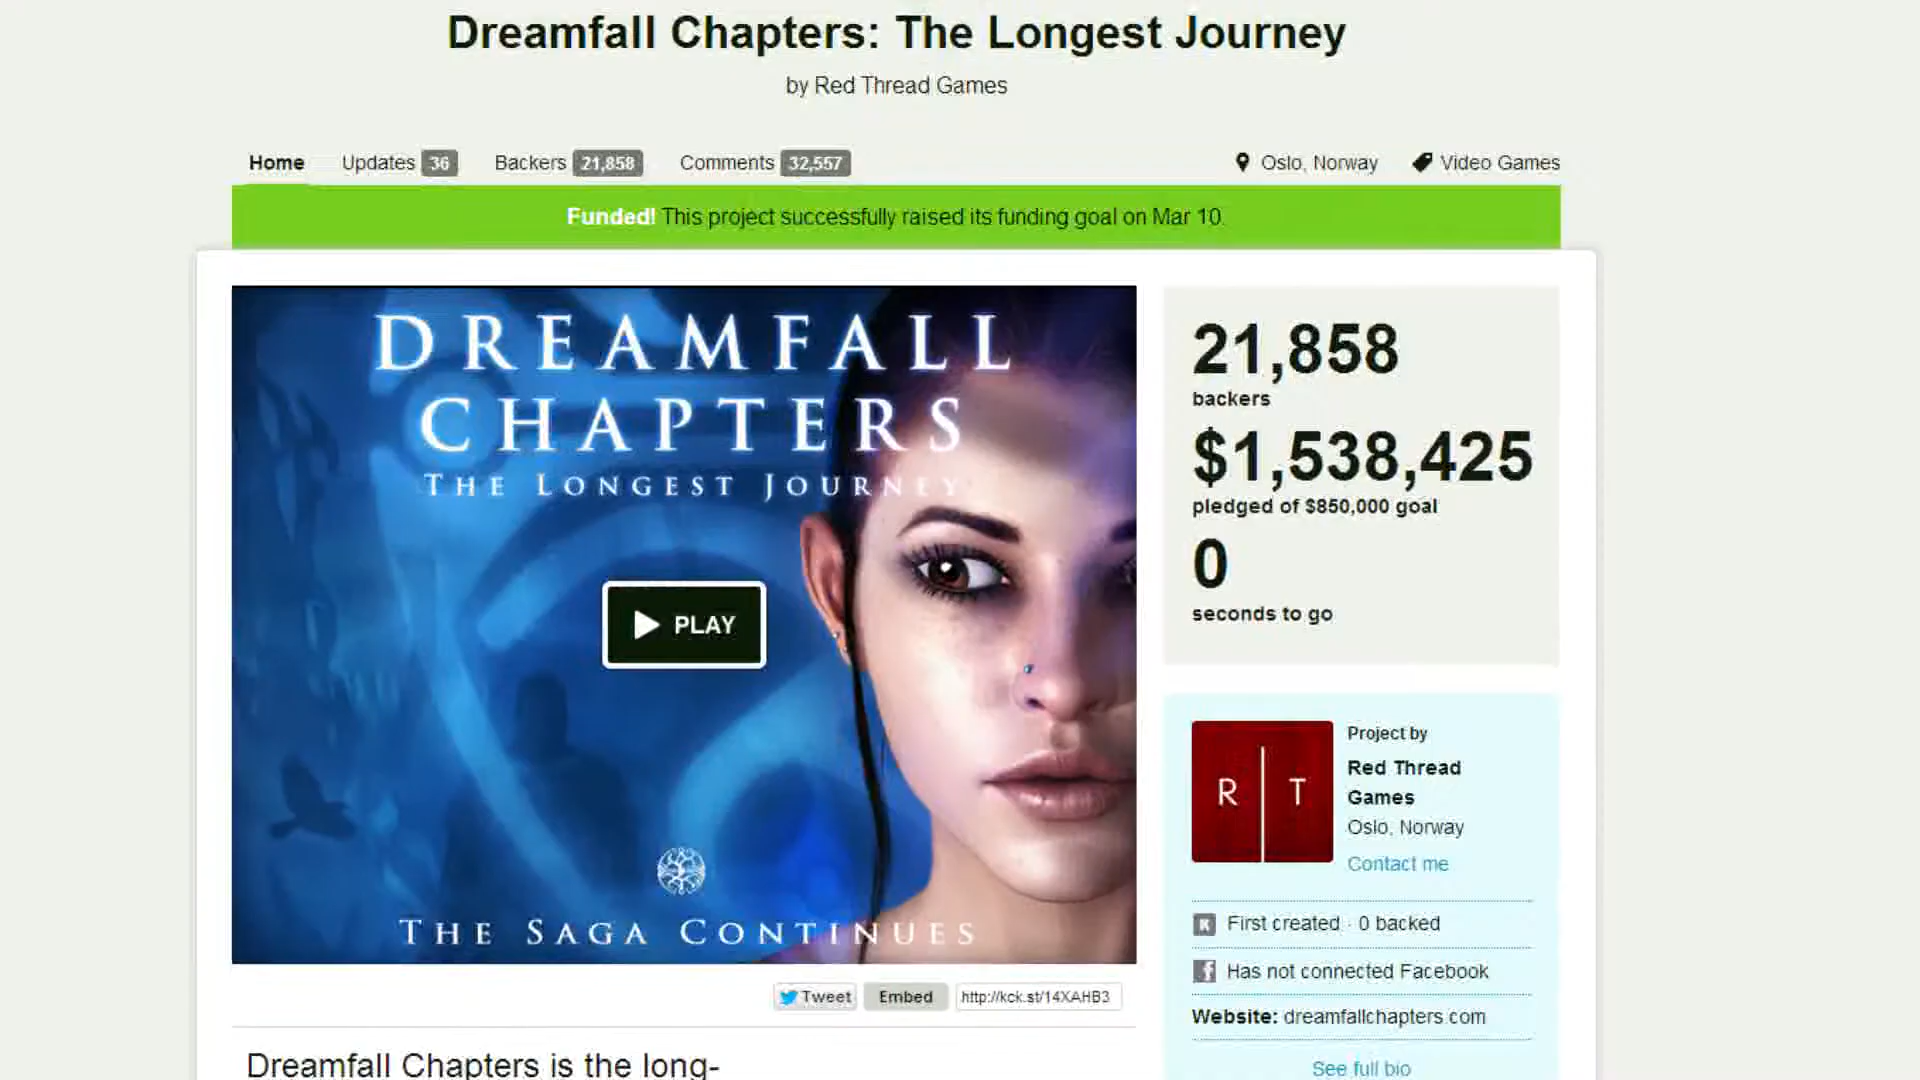 Dreamfall Chapters: The Longest Journey
by Red Thread Games
Home Updates 36 Backers 21,858 Comments 32,557 Oslo, Norway Video Games
Funded! This project successfully raised its funding goal on Mar 10.
DREAMFALL
CHAPTERS
THE LONGEST JOURNEY
PLAY
THE SAGA CONTINUES
21,858
backers
$1,538,425
pledged of $850,000 goal
0
seconds to go
R T
Project by
Red Thread
Games
Oslo, Norway
Contact me
First created · 0 backed
Has not connected Facebook
Website: dreamfallchapters.com
See full bio
Tweet Embed http://kck.st/14XAHB3
Dreamfall Chapters is the long-